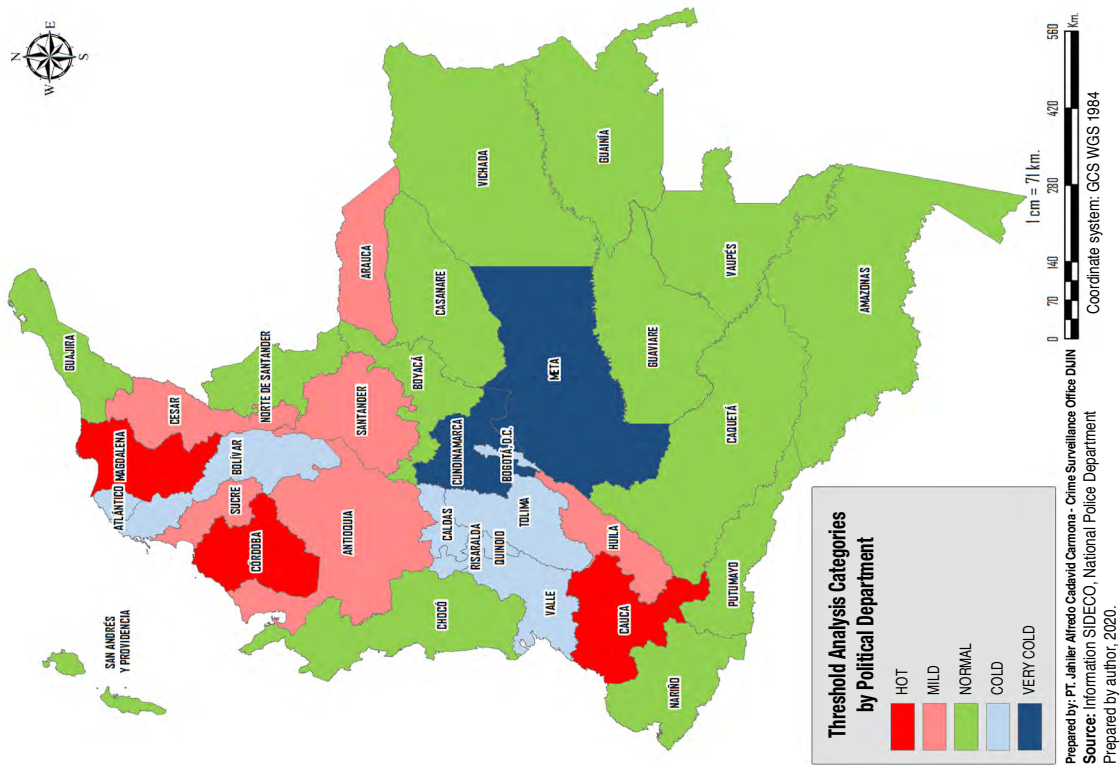 N
E
S
W
SAN ANDRÉS
Y PROVIDENCIA
GUAJIRA
ATLÁNTICO
MAGDALENA
CESAR
SUCRE
BOLÍVAR
NORTE DE SANTANDER
CÓRDOBA
ANTIOQUIA
SANTANDER
ARAUCA
CHOCÓ
BOYACÁ
CASANARE
VICHADA
CALDAS
RISARALDA
QUINDIO
CUNDINAMARCA
BOGOTÁ D.C.
TOLIMA
VALLE
META
GUAINÍA
CAUCA
HUILA
GUAVIARE
NARIÑO
PUTUMAYO
CAQUETÁ
VAUPÉS
AMAZONAS
Threshold Analysis Categories
by Political Department
HOT
MILD
NORMAL
COLD
VERY COLD
1 cm = 71 km.
0 70 140 280 420 560
Km.
Coordinate system: GCS WGS 1984
Prepared by: PT. Jahiler Alfredo Cadavid Carmona - Crime Surveillance Office DIJIN
Source: Information SIDECO, National Police Department
Prepared by author, 2020.